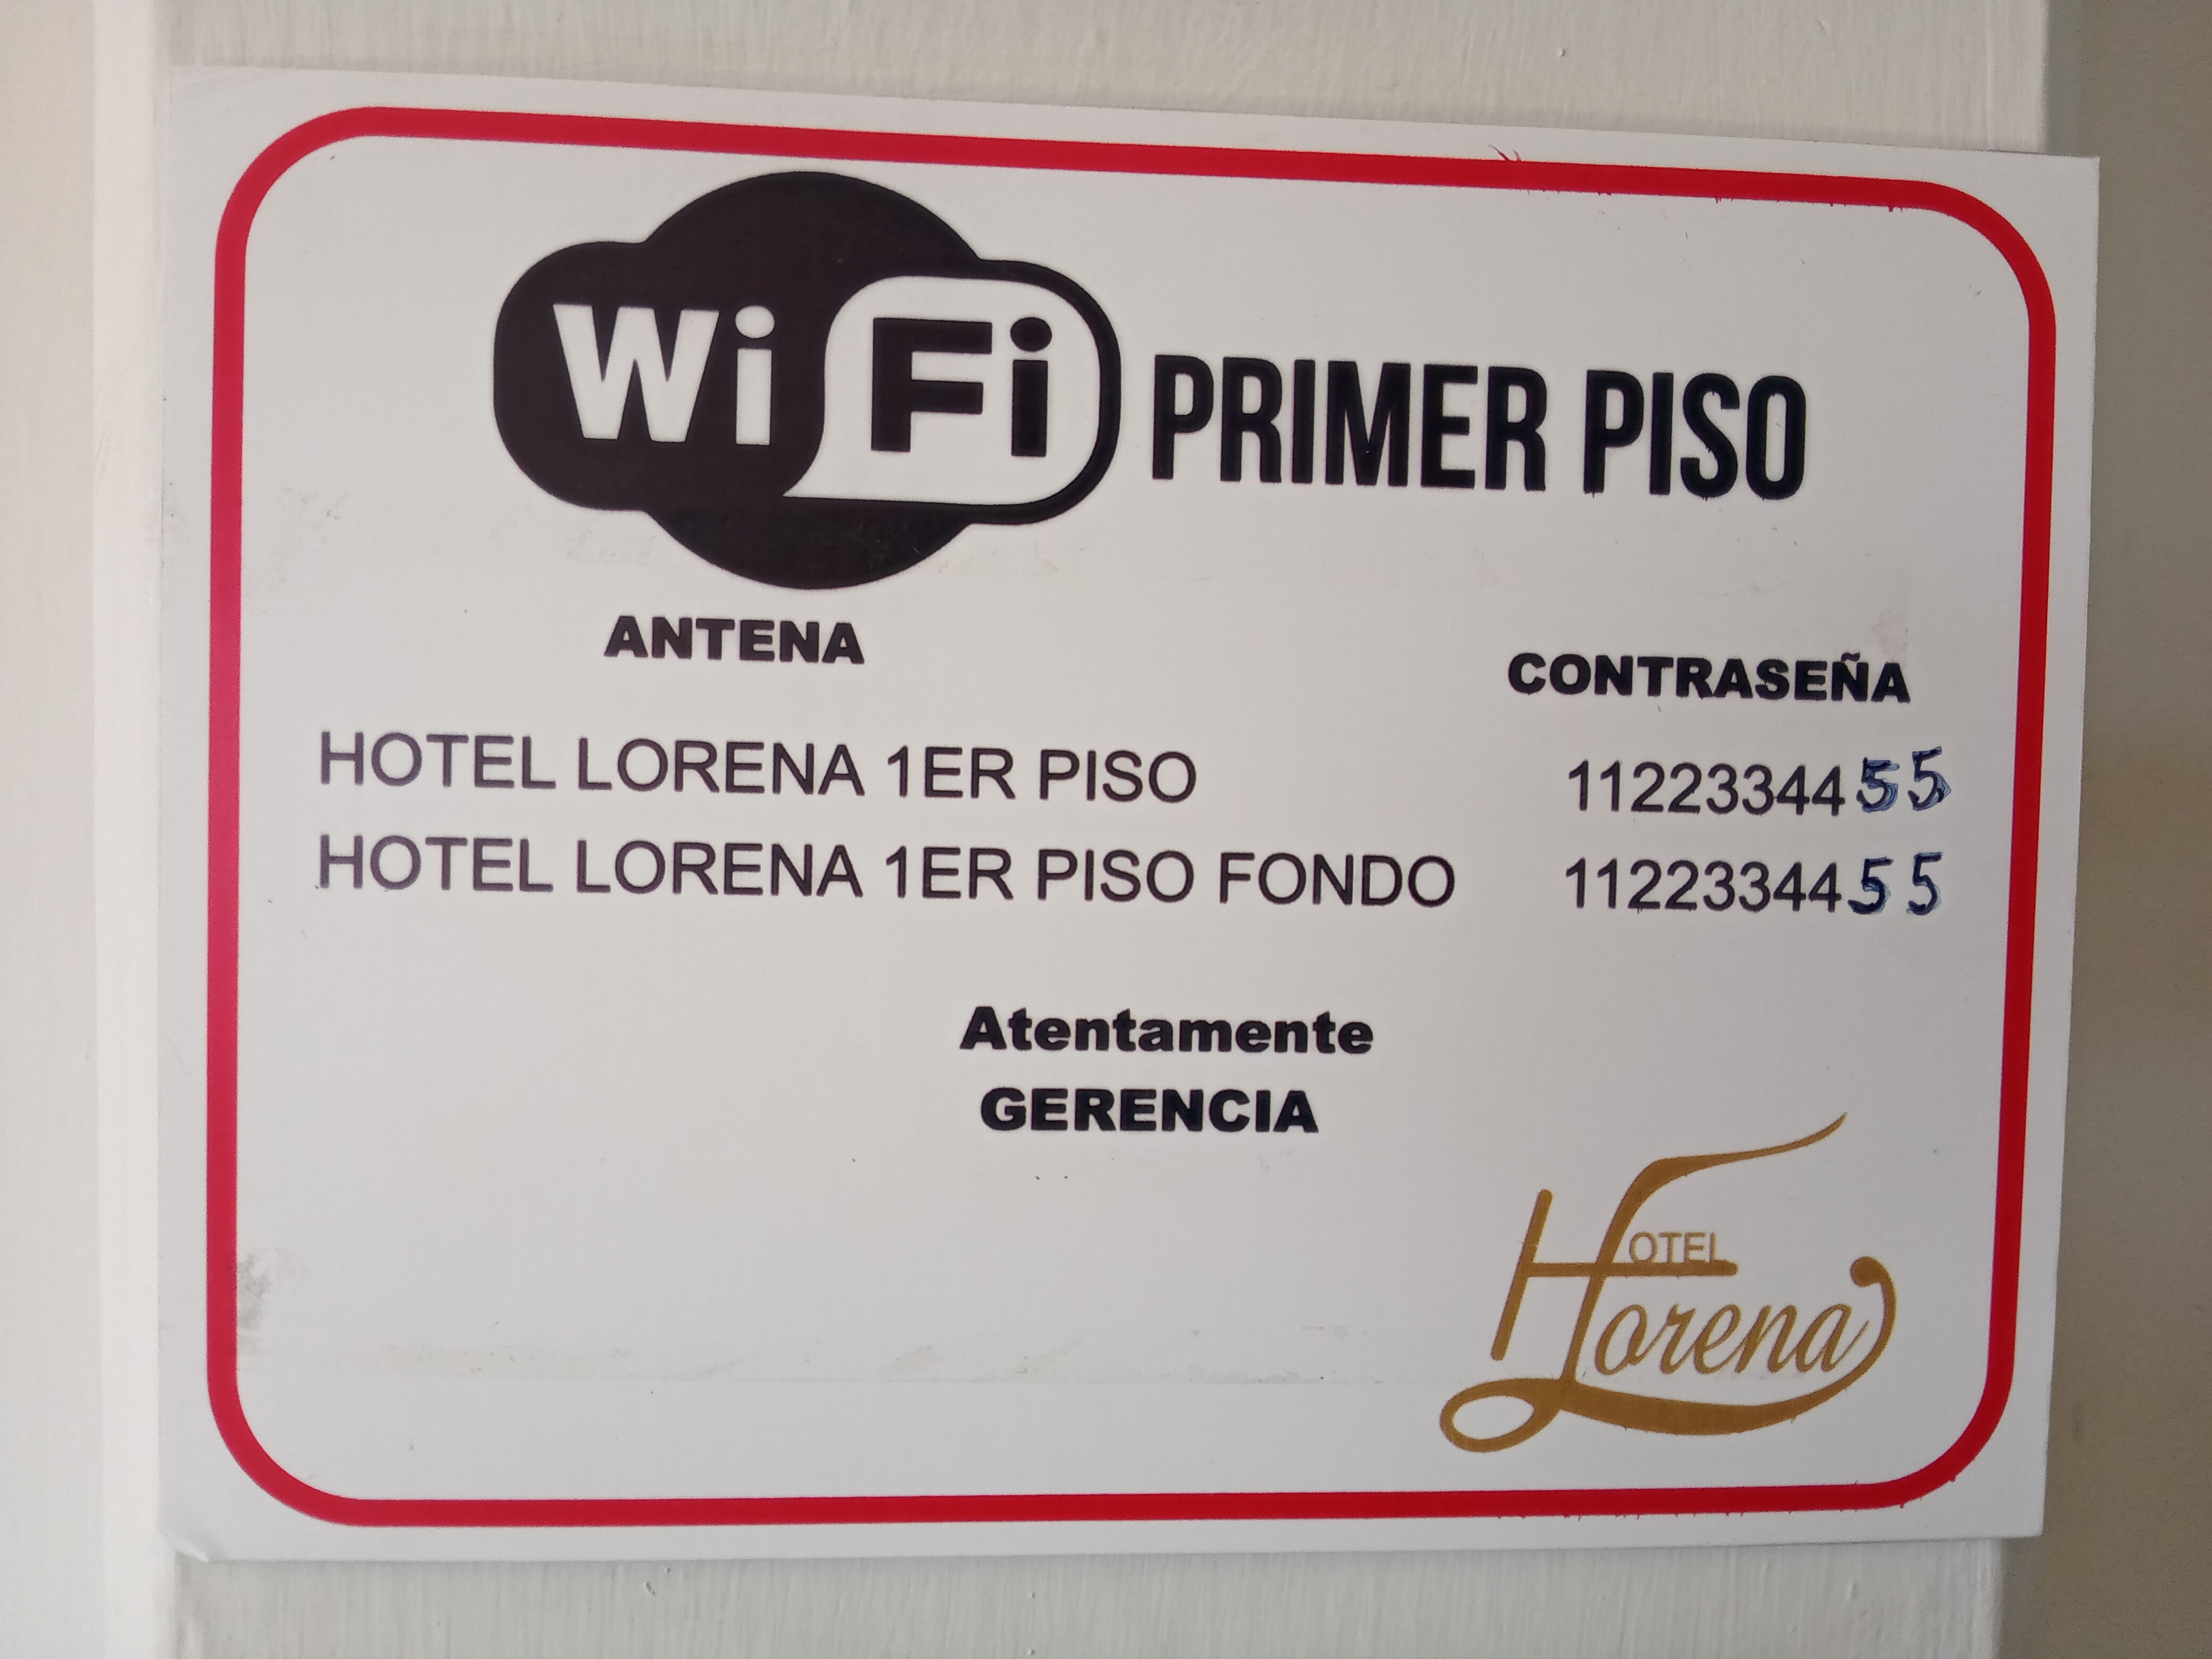 WiFi PRIMER PISO
ANTENA CONTRASEÑA
HOTEL LORENA 1ER PISO 1122334455
HOTEL LORENA 1ER PISO FONDO 1122334455
Atentamente
GERENCIA
HOTEL
Lorena